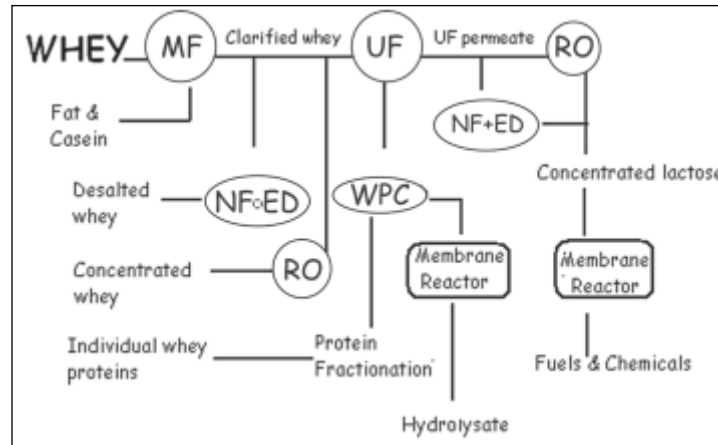 WHEY MF Clarified whey UF UF permeate RO
Fat &
Casein
NF+ED
Concentrated lactose
Desalted
whey
NF ED
WPC
Membrane
Reactor
Membrane
Reactor
Concentrated
whey
RO
Individual whey
proteins
Protein
Fractionation
Fuels & Chemicals
Hydrolysate